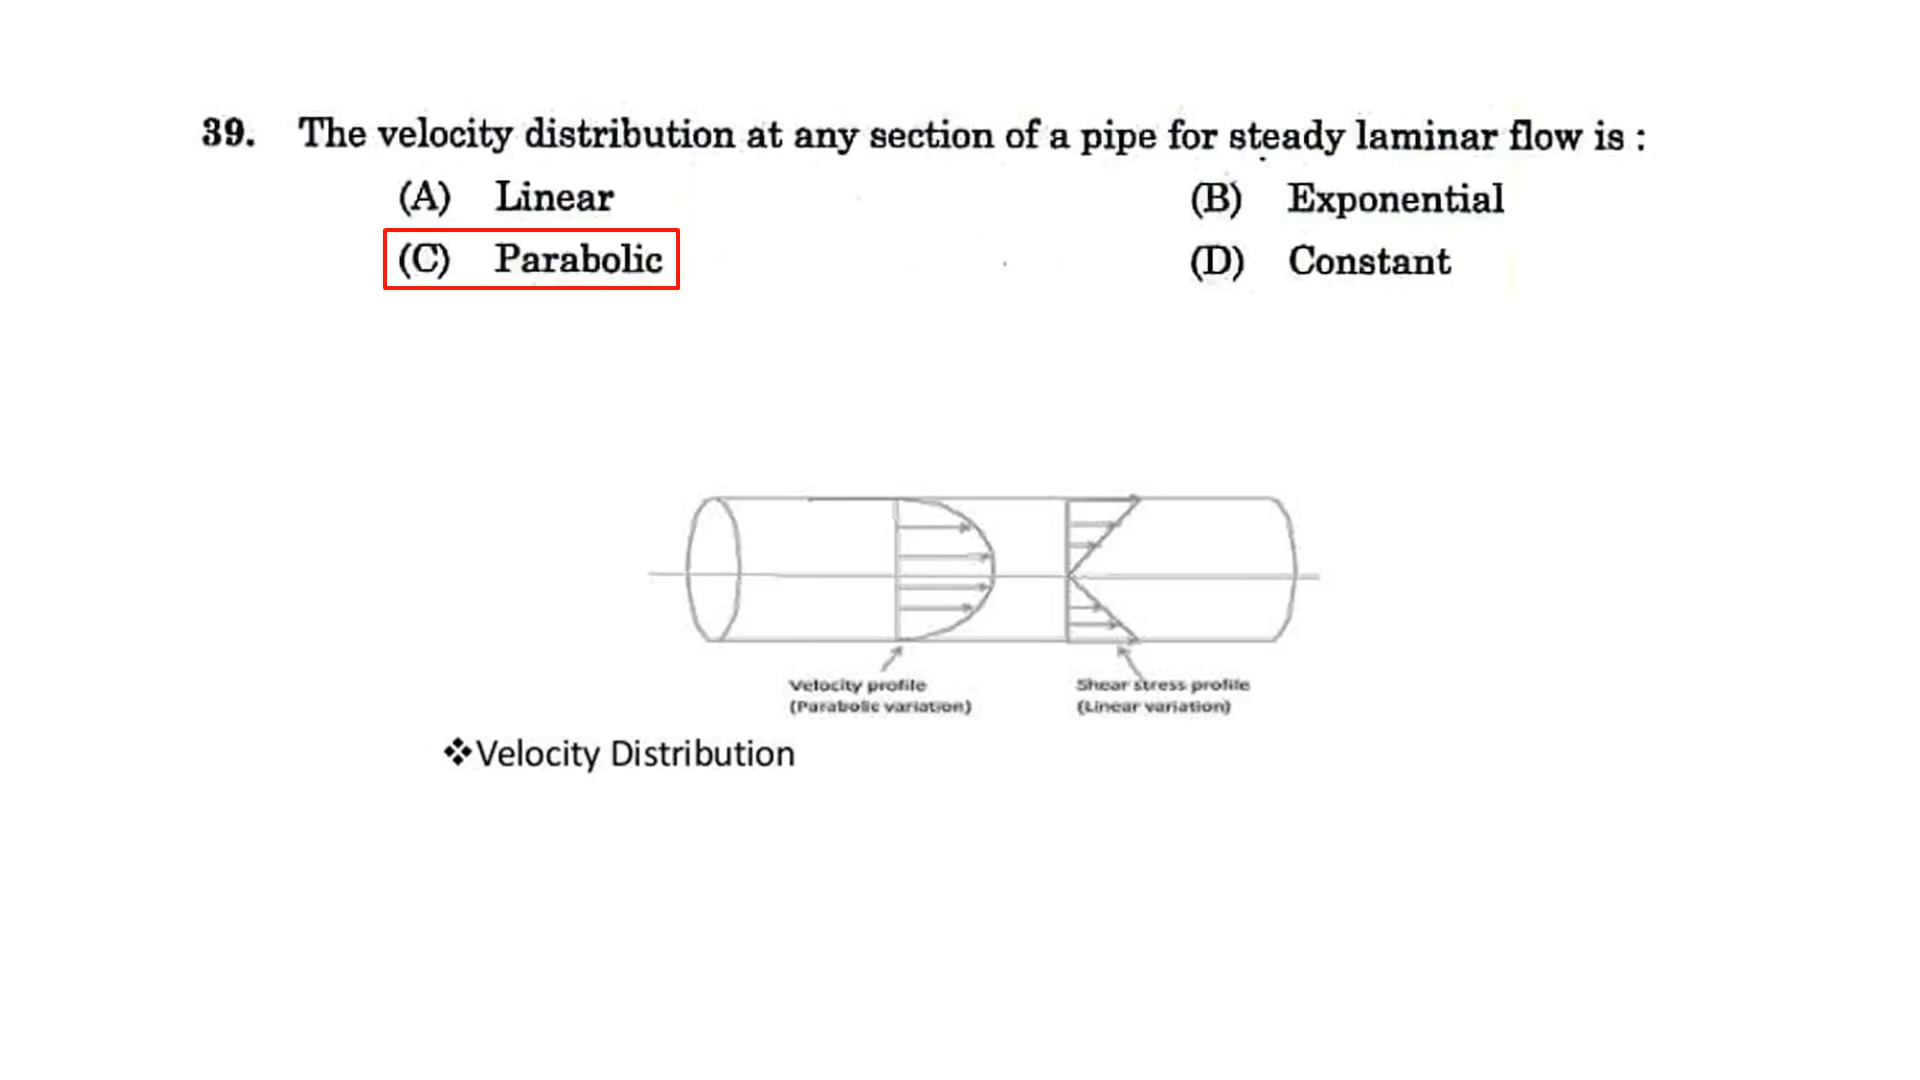 39. The velocity distribution at any section of a pipe for steady laminar flow is :
(A) Linear (B) Exponential
(C) Parabolic (D) Constant
Velocity profile Shear stress profile
(Parabolic variation) (Linear variation)
❖Velocity Distribution